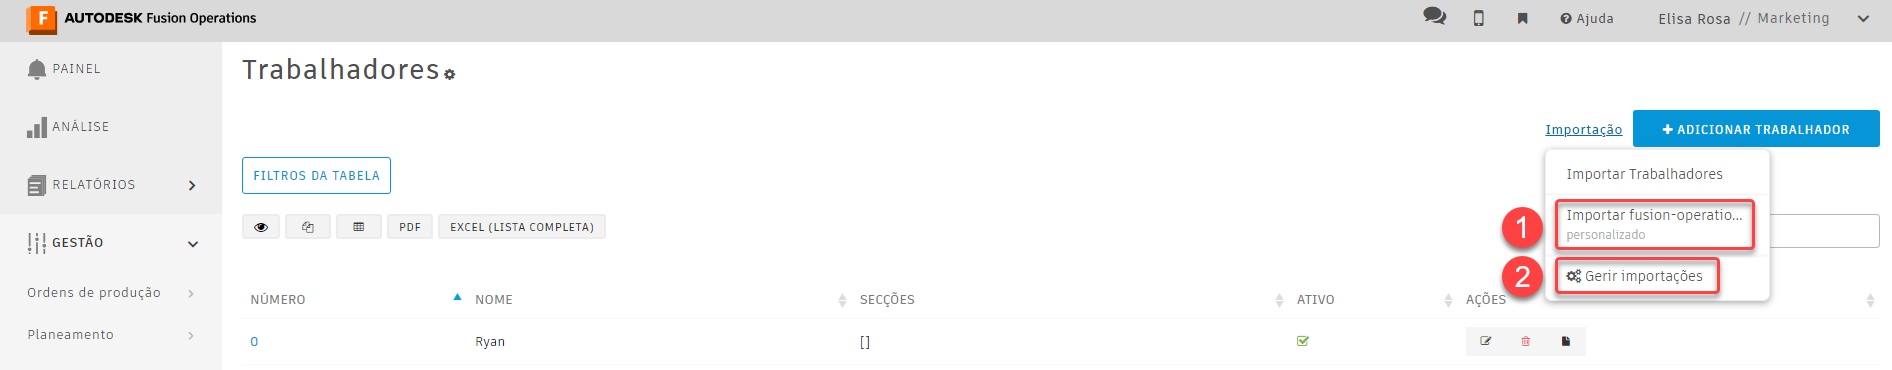 F AUTODESK Fusion Operations
Ajuda
Elisa Rosa // Marketing
PAINEL
ANÁLISE
RELATÓRIOS
GESTÃO
Ordens de produção
Planeamento
Trabalhadores
Importação
+ ADICIONAR TRABALHADOR
FILTROS DA TABELA
PDF
EXCEL (LISTA COMPLETA)
Importar Trabalhadores
1
Importar fusion-operatio...
personalizado
2
Gerir importações
NÚMERO NOME SECÇÕES ATIVO AÇÕES
0 Ryan []